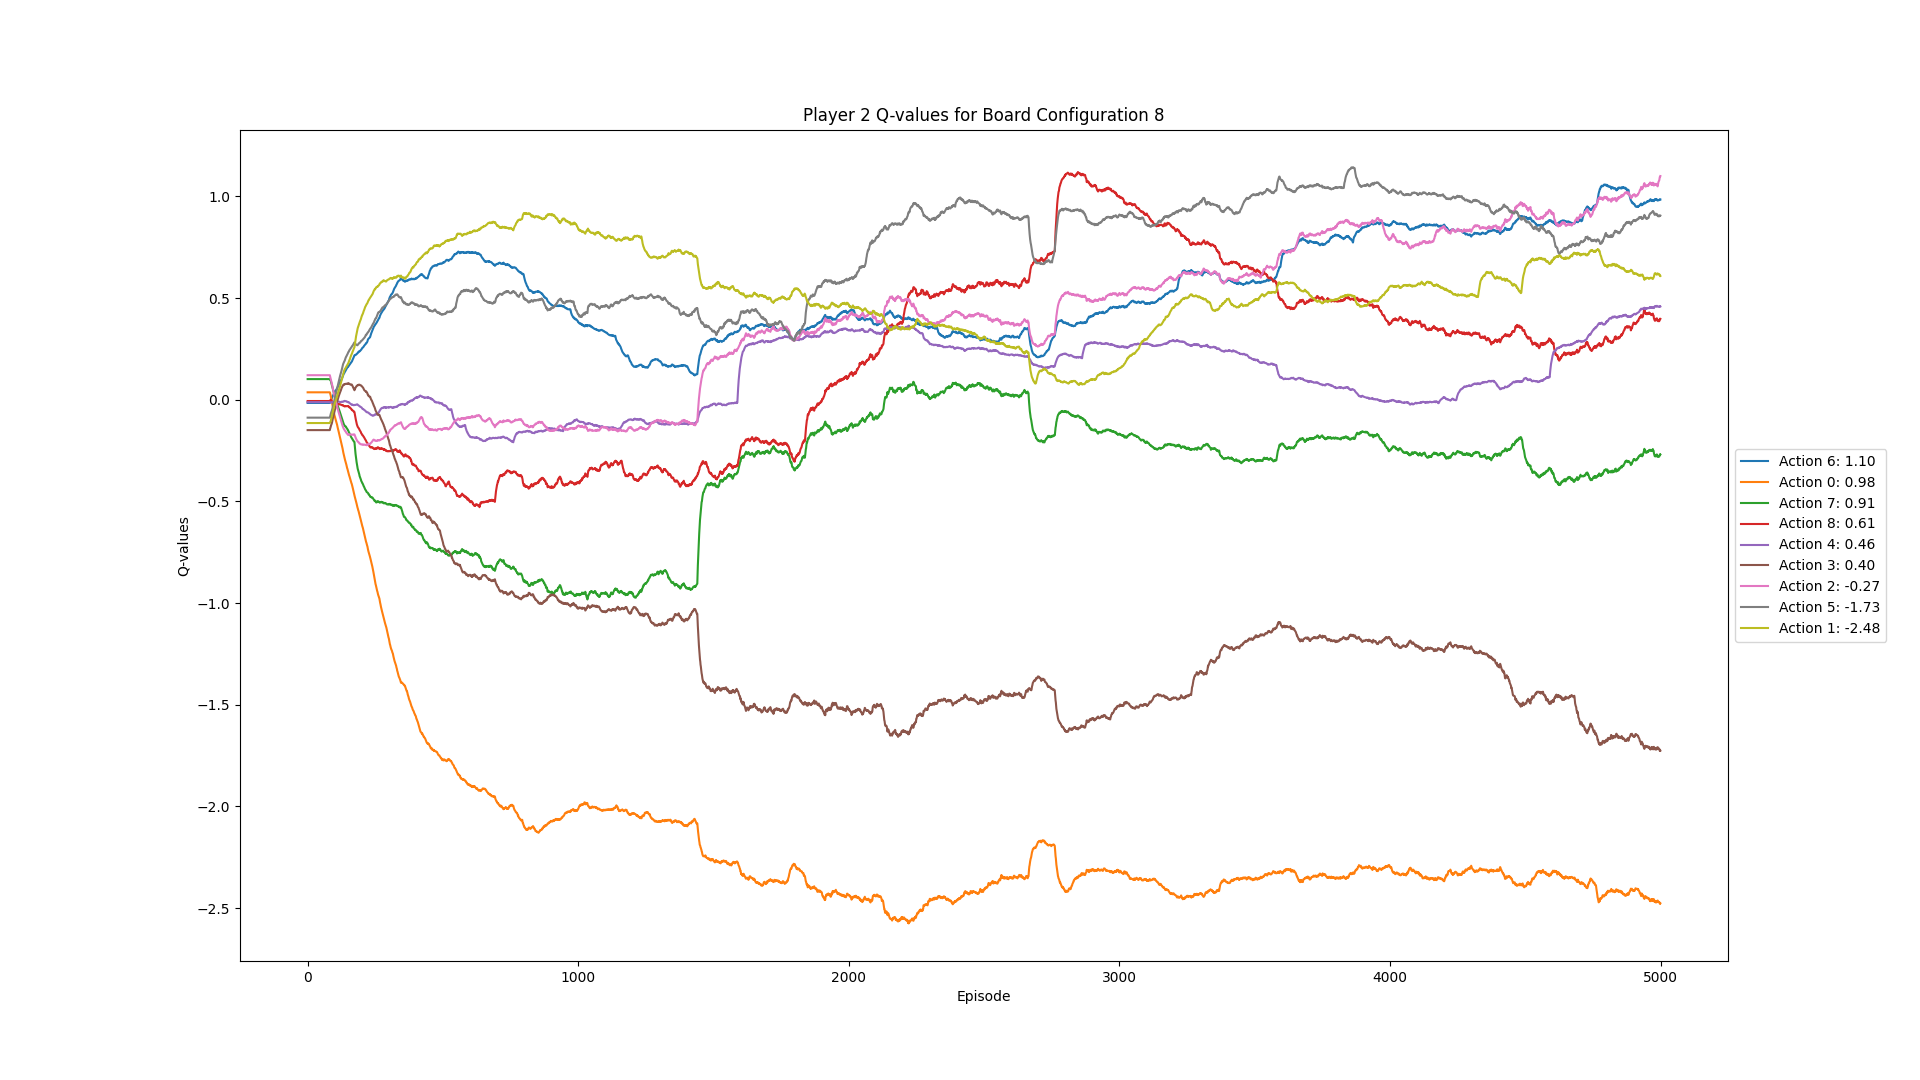 Player 2 Q-values for Board Configuration 8
1.0
0.5
0.0
−0.5
−1.0
−1.5
−2.0
−2.5
Q-values
0 1000 2000 3000 4000 5000
Episode
Action 6: 1.10
Action 0: 0.98
Action 7: 0.91
Action 8: 0.61
Action 4: 0.46
Action 3: 0.40
Action 2: -0.27
Action 5: -1.73
Action 1: -2.48